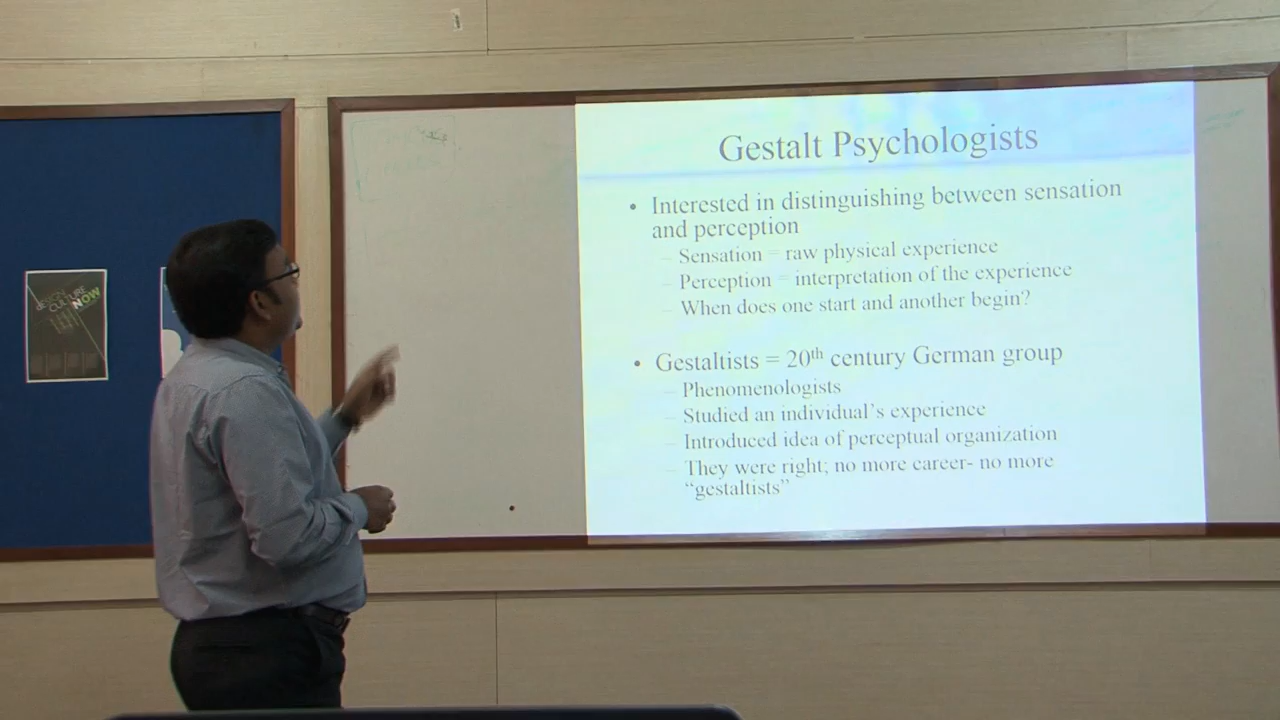 DESIGN
CULTURE
NOW
Gestalt Psychologists
• Interested in distinguishing between sensation
and perception
– Sensation = raw physical experience
– Perception = interpretation of the experience
– When does one start and another begin?
• Gestaltists = 20th century German group
– Phenomenologists
– Studied an individual's experience
– Introduced idea of perceptual organization
– They were right; no more career- no more
“gestaltists”